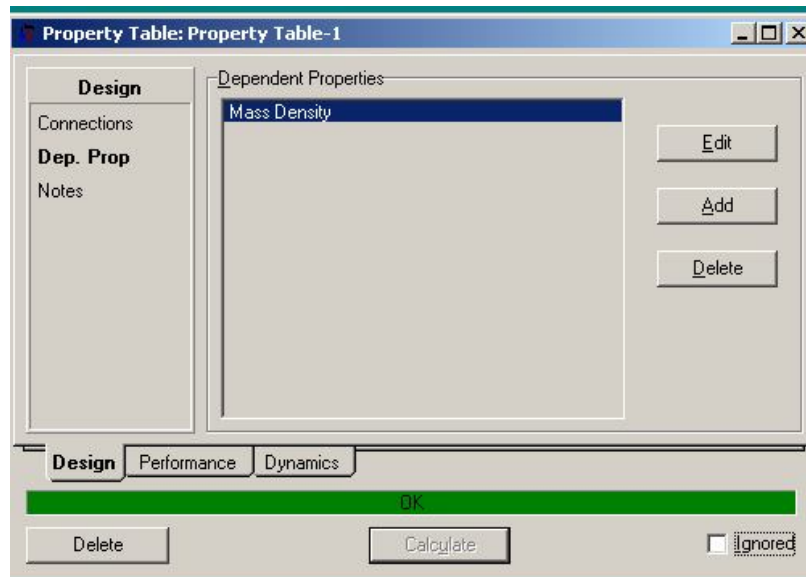 Property Table: Property Table-1
Design
Connections
Dep. Prop
Notes
Dependent Properties
Mass Density
Edit
Add
Delete
Design Performance Dynamics
OK
Delete Calculate Ignored